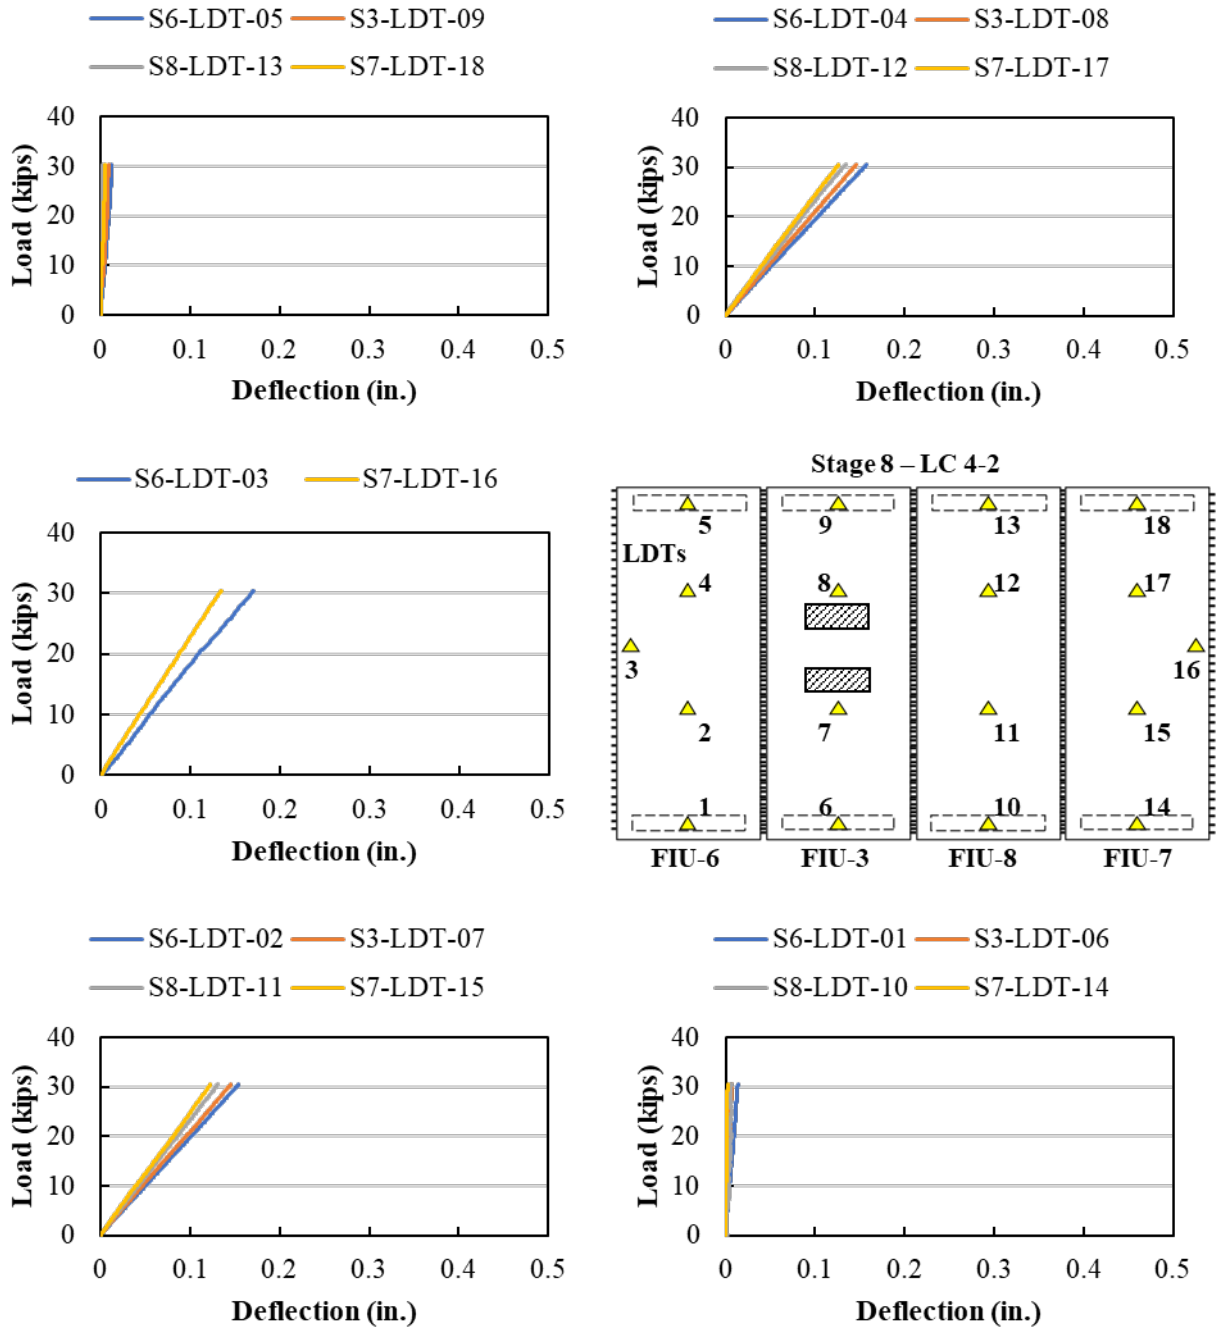 S6-LDT-05 S3-LDT-09
S8-LDT-13 S7-LDT-18
40
30
20
10
0
Load (kips)
0 0.1 0.2 0.3 0.4 0.5
Deflection (in.)
S6-LDT-04 S3-LDT-08
S8-LDT-12 S7-LDT-17
40
30
20
10
0
Load (kips)
0 0.1 0.2 0.3 0.4 0.5
Deflection (in.)
S6-LDT-03 S7-LDT-16
40
30
20
10
0
Load (kips)
0 0.1 0.2 0.3 0.4 0.5
Deflection (in.)
Stage 8 – LC 4-2
5 9 13 18
LDTs
4 8 12 17
3 16
2 7 11 15
1 6 10 14
FIU-6 FIU-3 FIU-8 FIU-7
S6-LDT-02 S3-LDT-07
S8-LDT-11 S7-LDT-15
40
30
20
10
0
Load (kips)
0 0.1 0.2 0.3 0.4 0.5
Deflection (in.)
S6-LDT-01 S3-LDT-06
S8-LDT-10 S7-LDT-14
40
30
20
10
0
Load (kips)
0 0.1 0.2 0.3 0.4 0.5
Deflection (in.)